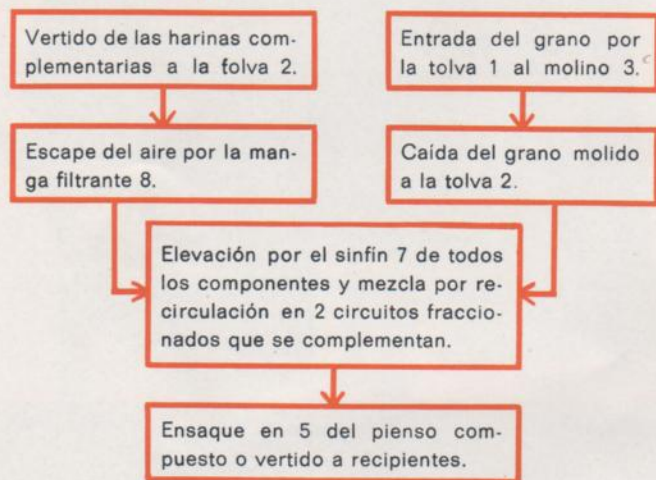 Vertido de las harinas com-
plementarias a la folva 2.
Entrada del grano por
la tolva 1 al molino 3.
Escape del aire por la man-
ga filtrante 8.
Caída del grano molido
a la tolva 2.
Elevación por el sinfín 7 de todos
los componentes y mezcla por re-
circulación en 2 circuitos fraccio-
nados que se complementan.
Ensaque en 5 del pienso com-
puesto o vertido a recipientes.